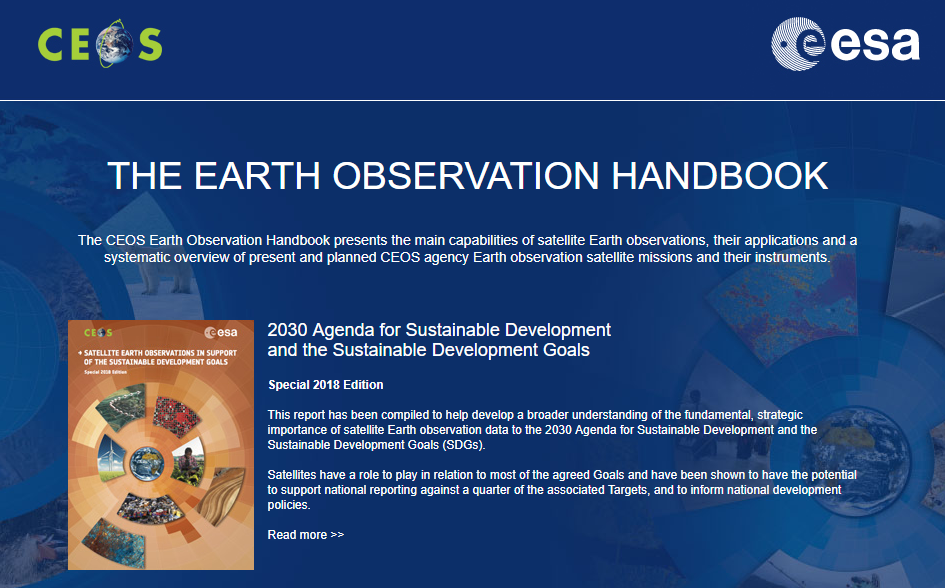 CEOS
esa
THE EARTH OBSERVATION HANDBOOK
The CEOS Earth Observation Handbook presents the main capabilities of satellite Earth observations, their applications and a
systematic overview of present and planned CEOS agency Earth observation satellite missions and their instruments.
CEOS
esa
+ SATELLITE EARTH OBSERVATIONS IN SUPPORT
OF THE SUSTAINABLE DEVELOPMENT GOALS
Special 2018 Edition
2030 Agenda for Sustainable Development
and the Sustainable Development Goals
Special 2018 Edition
This report has been compiled to help develop a broader understanding of the fundamental, strategic
importance of satellite Earth observation data to the 2030 Agenda for Sustainable Development and the
Sustainable Development Goals (SDGs).
Satellites have a role to play in relation to most of the agreed Goals and have been shown to have the potential
to support national reporting against a quarter of the associated Targets, and to inform national development
policies.
Read more >>